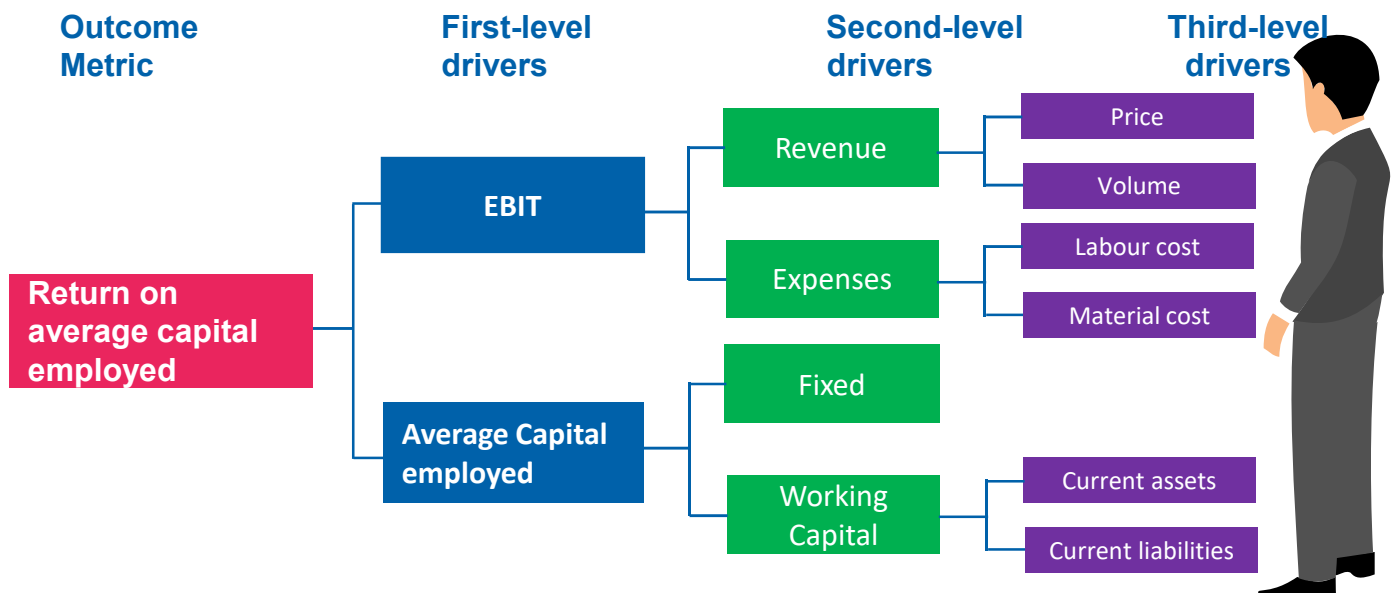 Outcome
Metric
First-level
drivers
Second-level
drivers
Third-level
drivers
Return on
average capital
employed
EBIT
Average Capital
employed
Revenue
Expenses
Fixed
Working
Capital
Price
Volume
Labour cost
Material cost
Current assets
Current liabilities